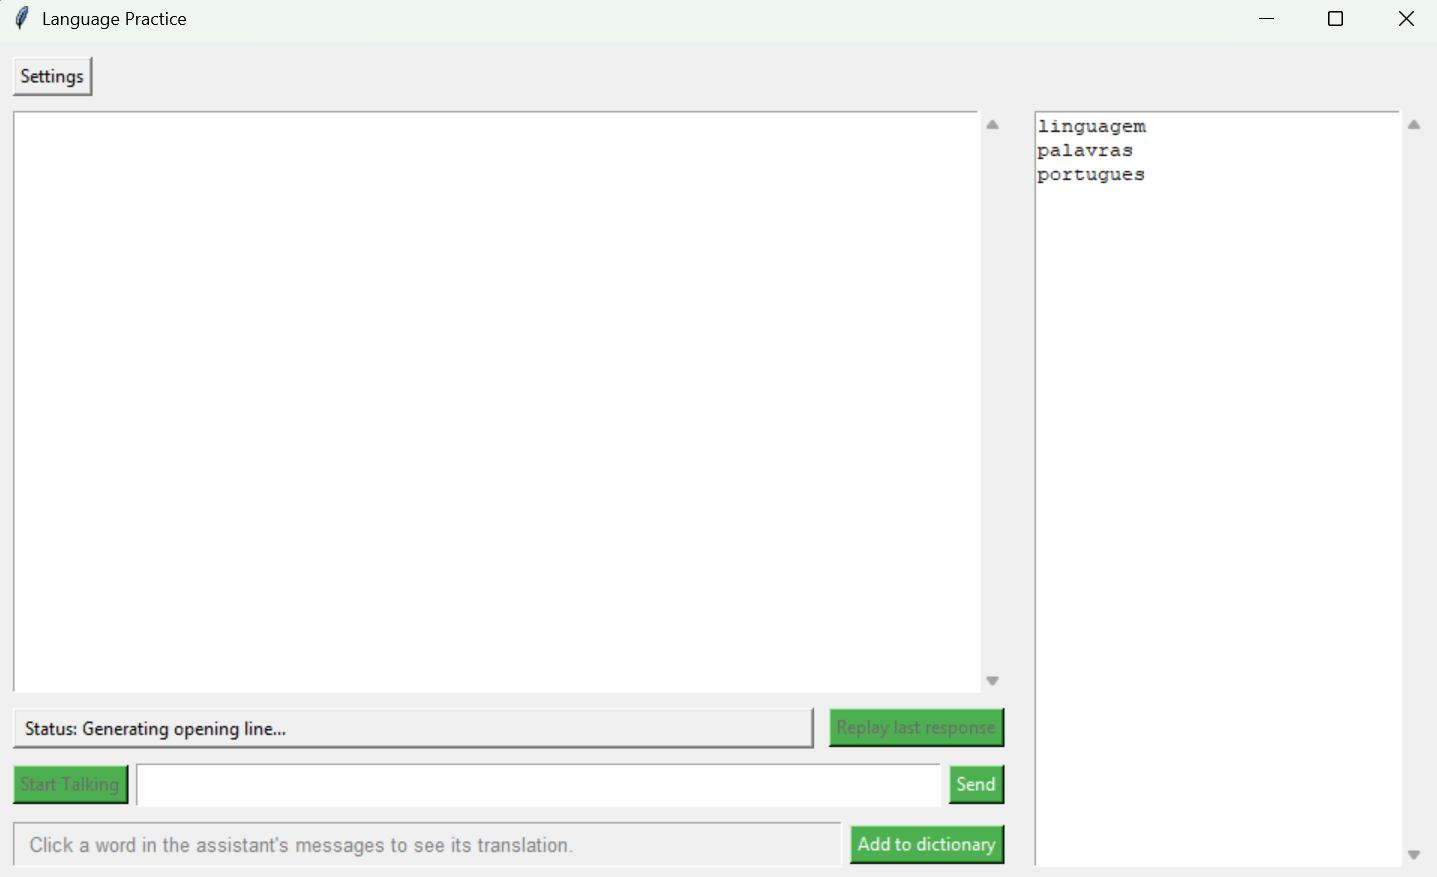 Language Practice
Settings
linguagem
palavras
portugues
Status: Generating opening line...
Replay last response
Start Talking
Send
Click a word in the assistant's messages to see its translation.
Add to dictionary